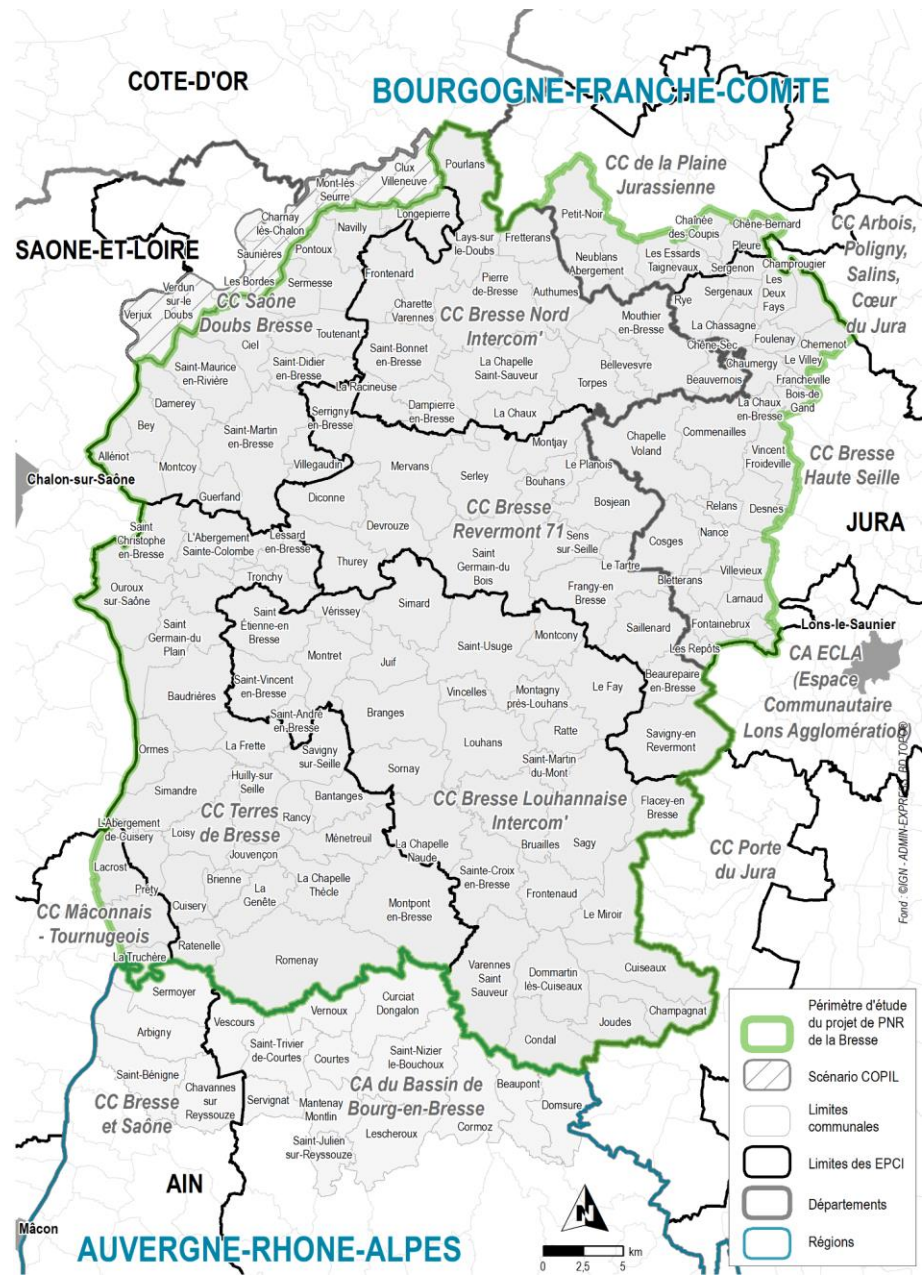 COTE-D'OR
BOURGOGNE-FRANCHE-COMTE
SAONE-ET-LOIRE
CC de la Plaine
Jurassienne
CC Arbois,
Poligny,
Salins,
Cœur
du Jura
Pourlans
Clux
Villeneuve
Mont-lès
Seurre
Charnay
lès-Chalon
Longepierre
Navilly
Pontoux
Saunières
Lays-sur
le-Doubs
Fretterans
Petit-Noir
Chaînée
des-Coupis
Chêne-Bernard
Pleure
Neublans
Abergement
Les Essards
Taignevaux
Sergenon
Champrougier
Les
Deux
Fays
Sergenaux
Rye
Les Bordes
Sermesse
Frontenard
Pierre
de-Bresse
Authumes
Verdun
sur-le
Doubs
Verjux
CC Saône
Doubs Bresse
Charette
Varennes
CC Bresse Nord
Intercom'
Mouthier
en-Bresse
La Chassagne
Foulenay
Chemenot
Chêne-Sec
Chaumergy
Le Villey
Toutenant
Ciel
Saint-Maurice
en-Rivière
Saint-Didier
en-Bresse
Saint-Bonnet
en-Bresse
La Chapelle
Saint-Sauveur
Bellevesvre
Beauvernois
Francheville
Bois-de
Gand
La Racineuse
Torpes
La Chaux
en-Bresse
Damerey
Bey
Serrigny
en-Bresse
Dampierre
en-Bresse
La Chaux
Commenailles
Chapelle
Voland
Saint-Martin
en-Bresse
Montjay
Vincent
Froideville
CC Bresse
Haute Seille
Allériot
Montcoy
Villegaudin
Mervans
Serley
Bouhans
Le Planois
Chalon-sur-Saône
Guerfand
Diconne
CC Bresse
Revermont 71
Bosjean
Relans
Desnes
JURA
Saint
Christophe
en-Bresse
L'Abergement
Sainte-Colombe
Lessard
en-Bresse
Devrouze
Sens
sur-Seille
Cosges
Nance
Thurey
Saint
Germain-du
Bois
Le Tartre
Bletterans
Villevieux
Ouroux
sur-Saône
Tronchy
Frangy-en
Bresse
Larnaud
Saint
Étienne-en
Bresse
Vérissey
Simard
Saillenard
Fontainebrux
Lons-le-Saunier
Saint
Germain-du
Plain
Montret
Juif
Saint-Usuge
Montcony
Les Repôts
CA ECLA
(Espace
Communautaire
Lons Agglomération)
Saint-Vincent
en-Bresse
Beaurepaire
en-Bresse
Baudrières
Vincelles
Montagny
près-Louhans
Le Fay
Saint-André
en-Bresse
Branges
Savigny-en
Revermont
Louhans
Ratte
Ormes
La Frette
Savigny
sur-Seille
Saint-Martin
du-Mont
Sornay
Simandre
Huilly-sur
Seille
Bantanges
CC Terres
de Bresse
CC Bresse Louhannaise
Intercom'
Flacey-en
Bresse
L'Abergement
de-Cuisery
Loisy
Rancy
Ménetreuil
La Chapelle
Naude
Bruailles
Sagy
CC Porte
du Jura
Jouvençon
Lacrost
Brienne
La Chapelle
Thècle
Sainte-Croix
en-Bresse
Préty
La
Genête
Frontenaud
CC Mâconnais
- Tournugeois
Cuisery
Montpont
en-Bresse
Le Miroir
Ratenelle
La Truchère
Romenay
Varennes
Saint
Sauveur
Dommartin
lès-Cuiseaux
Cuiseaux
Sermoyer
Joudes
Champagnat
Condal
Vescours
Vernoux
Curciat
Dongalon
Arbigny
Saint-Trivier
de-Courtes
Courtes
Saint-Nizier
le-Bouchoux
Saint-Bénigne
Beaupont
CC Bresse
et Saône
Chavannes
sur
Reyssouze
Servignat
Mantenay
Montlin
CA du Bassin de
Bourg-en-Bresse
Domsure
Cormoz
Lescheroux
Saint-Julien
sur-Reyssouze
AIN
Mâcon
AUVERGNE-RHONE-ALPES
N
0 2,5 5 km
Périmètre d'étude
du projet de PNR
de la Bresse
Scénario COPIL
Limites
communales
Limites des EPCI
Départements
Régions
Fond : ©IGN - ADMIN-EXPRESS, BD TOPO®